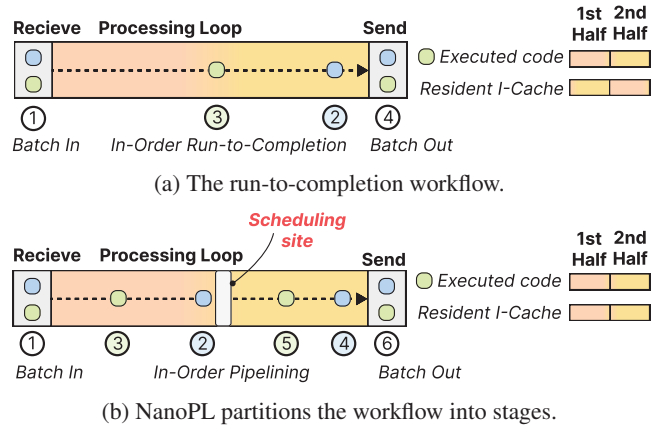 Recieve Processing Loop Send 1st Half 2nd Half
Executed code
Resident I-Cache
1 3 2 4
Batch In In-Order Run-to-Completion Batch Out
(a) The run-to-completion workflow.
Scheduling site
Recieve Processing Loop Send 1st Half 2nd Half
Executed code
Resident I-Cache
1 3 2 5 4 6
Batch In In-Order Pipelining Batch Out
(b) NanoPL partitions the workflow into stages.